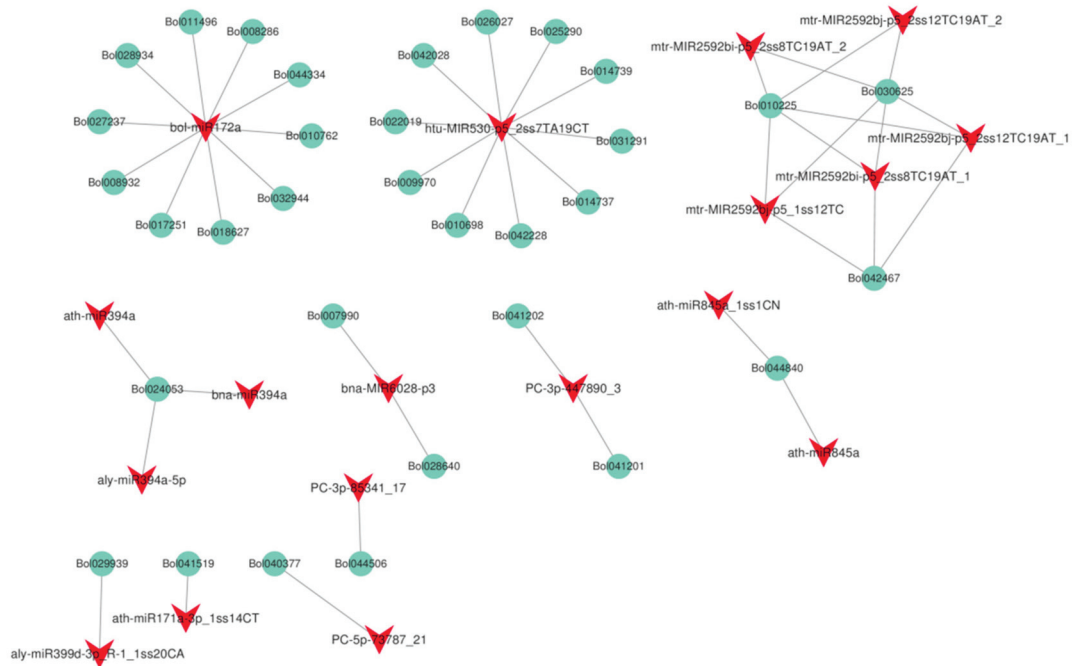 Bol011496
Bol008286
Bol028934
Bol044334
Bol027237
bol-miR172a
Bol010762
Bol008932
Bol032944
Bol017251
Bol018627
Bol026027
Bol025290
Bol042028
Bol014739
Bol022019
htu-MIR530-p5_2ss7TA19CT
Bol031291
Bol009970
Bol014737
Bol010698
Bol042228
mtr-MIR2592bj-p5_2ss12TC19AT_2
mtr-MIR2592bi-p5_2ss8TC19AT_2
Bol030625
Bol010225
mtr-MIR2592bj-p5_2ss12TC19AT_1
mtr-MIR2592bi-p5_2ss8TC19AT_1
mtr-MIR2592bj-p5_1ss12TC
Bol042467
ath-miR394a
Bol024053
bna-miR394a
aly-miR394a-5p
Bol007990
bna-MIR6028-p3
Bol028640
Bol041202
PC-3p-447890_3
Bol041201
ath-miR845a_1ss1CN
Bol044840
ath-miR845a
PC-3p-85341_17
Bol044506
Bol029939
aly-miR399d-3p_R-1_1ss20CA
Bol041519
ath-miR171a-3p_1ss14CT
Bol040377
PC-5p-73787_21